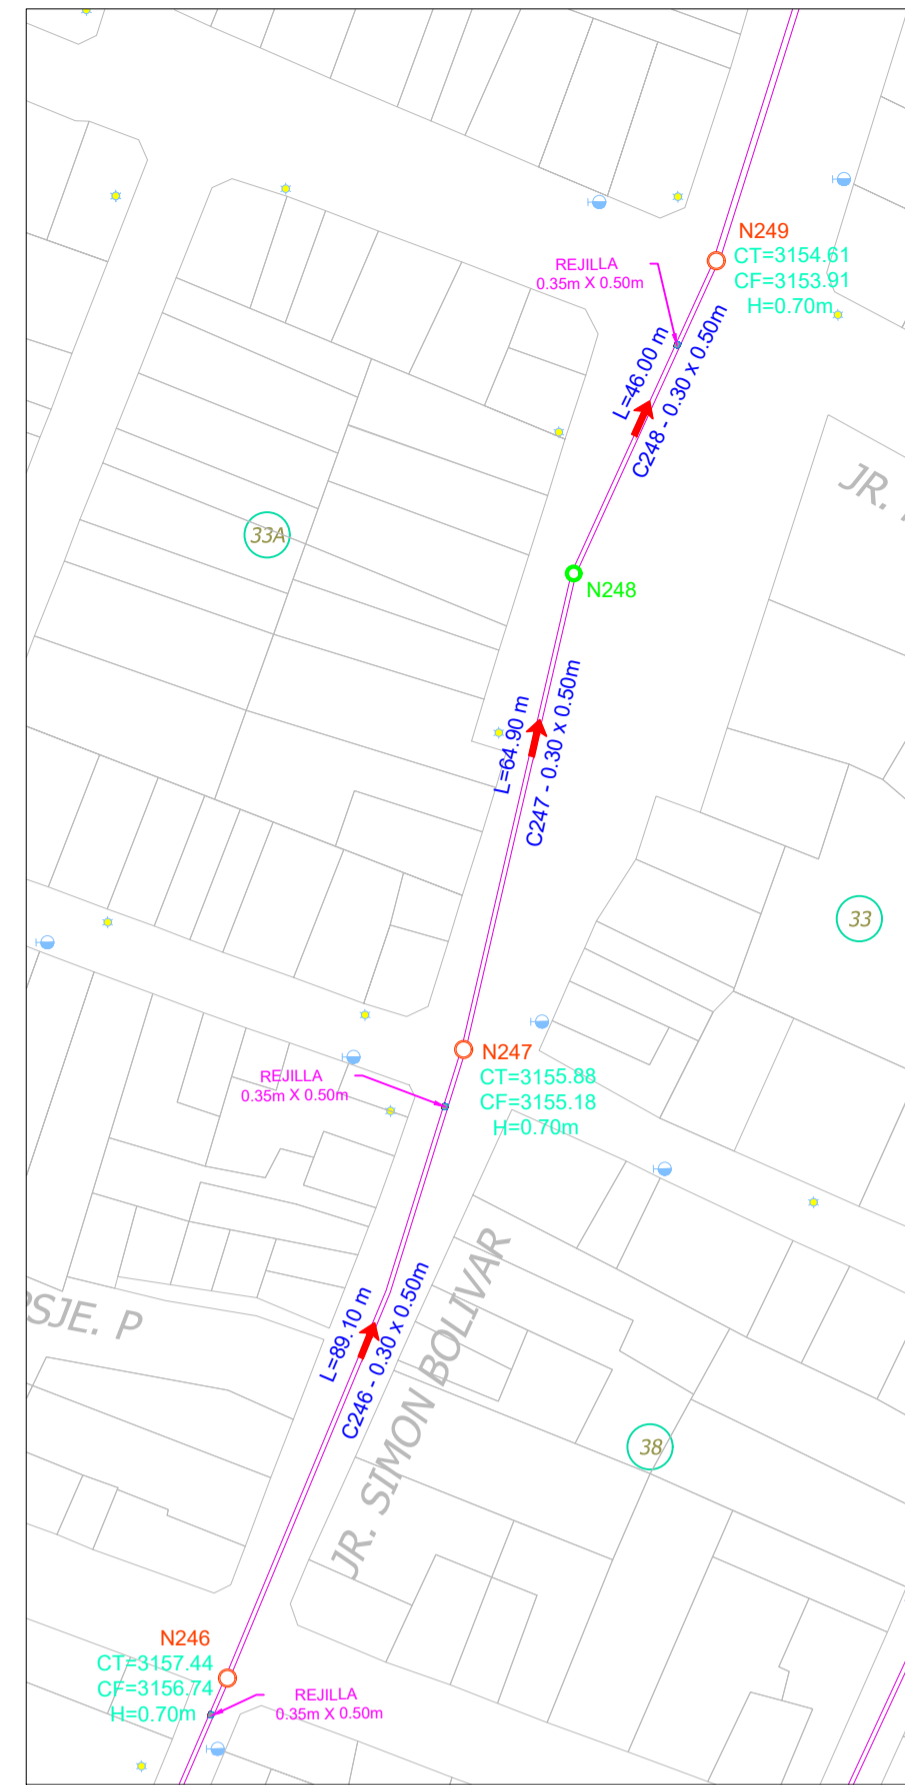 N249
CT=3154.61
CF=3153.91
H=0.70m
REJILLA
0.35m X 0.50m
L=46.00 m
C248 - 0.30 x 0.50m
JR.
33A
N248
L=64.90 m
C247 - 0.30 x 0.50m
33
N247
CT=3155.88
CF=3155.18
H=0.70m
REJILLA
0.35m X 0.50m
L=89.10 m
C246 - 0.30 x 0.50m
PSJE. P
JR. SIMON BOLIVAR
38
N246
CT=3157.44
CF=3156.74
H=0.70m
REJILLA
0.35m X 0.50m